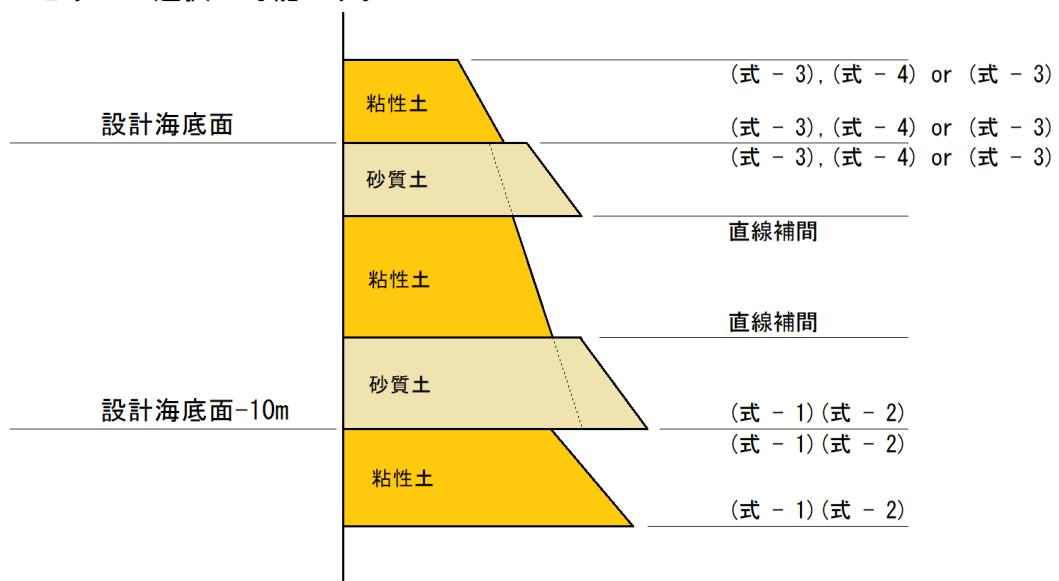 粘性土
(式 - 3),(式 - 4) or (式 - 3)
設計海底面
(式 - 3),(式 - 4) or (式 - 3)
(式 - 3),(式 - 4) or (式 - 3)
砂質土
直線補間
粘性土
直線補間
砂質土
設計海底面-10m
(式 - 1)(式 - 2)
(式 - 1)(式 - 2)
粘性土
(式 - 1)(式 - 2)